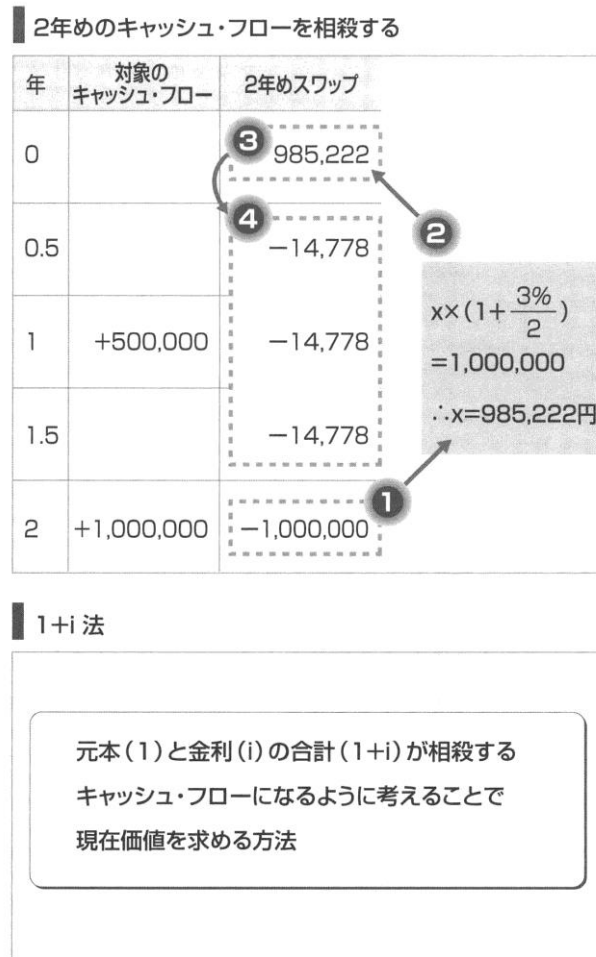 2年めのキャッシュ・フローを相殺する
年 対象のキャッシュ・フロー 2年めスワップ
0 ❸ 985,222
❷
0.5 ❹ −14,778
x×(1+3%/2)
=1,000,000
∴x=985,222円
1 +500,000 −14,778
1.5 −14,778
❶
2 +1,000,000 −1,000,000
1+i 法
元本(1)と金利(i)の合計(1+i)が相殺する
キャッシュ・フローになるように考えることで
現在価値を求める方法